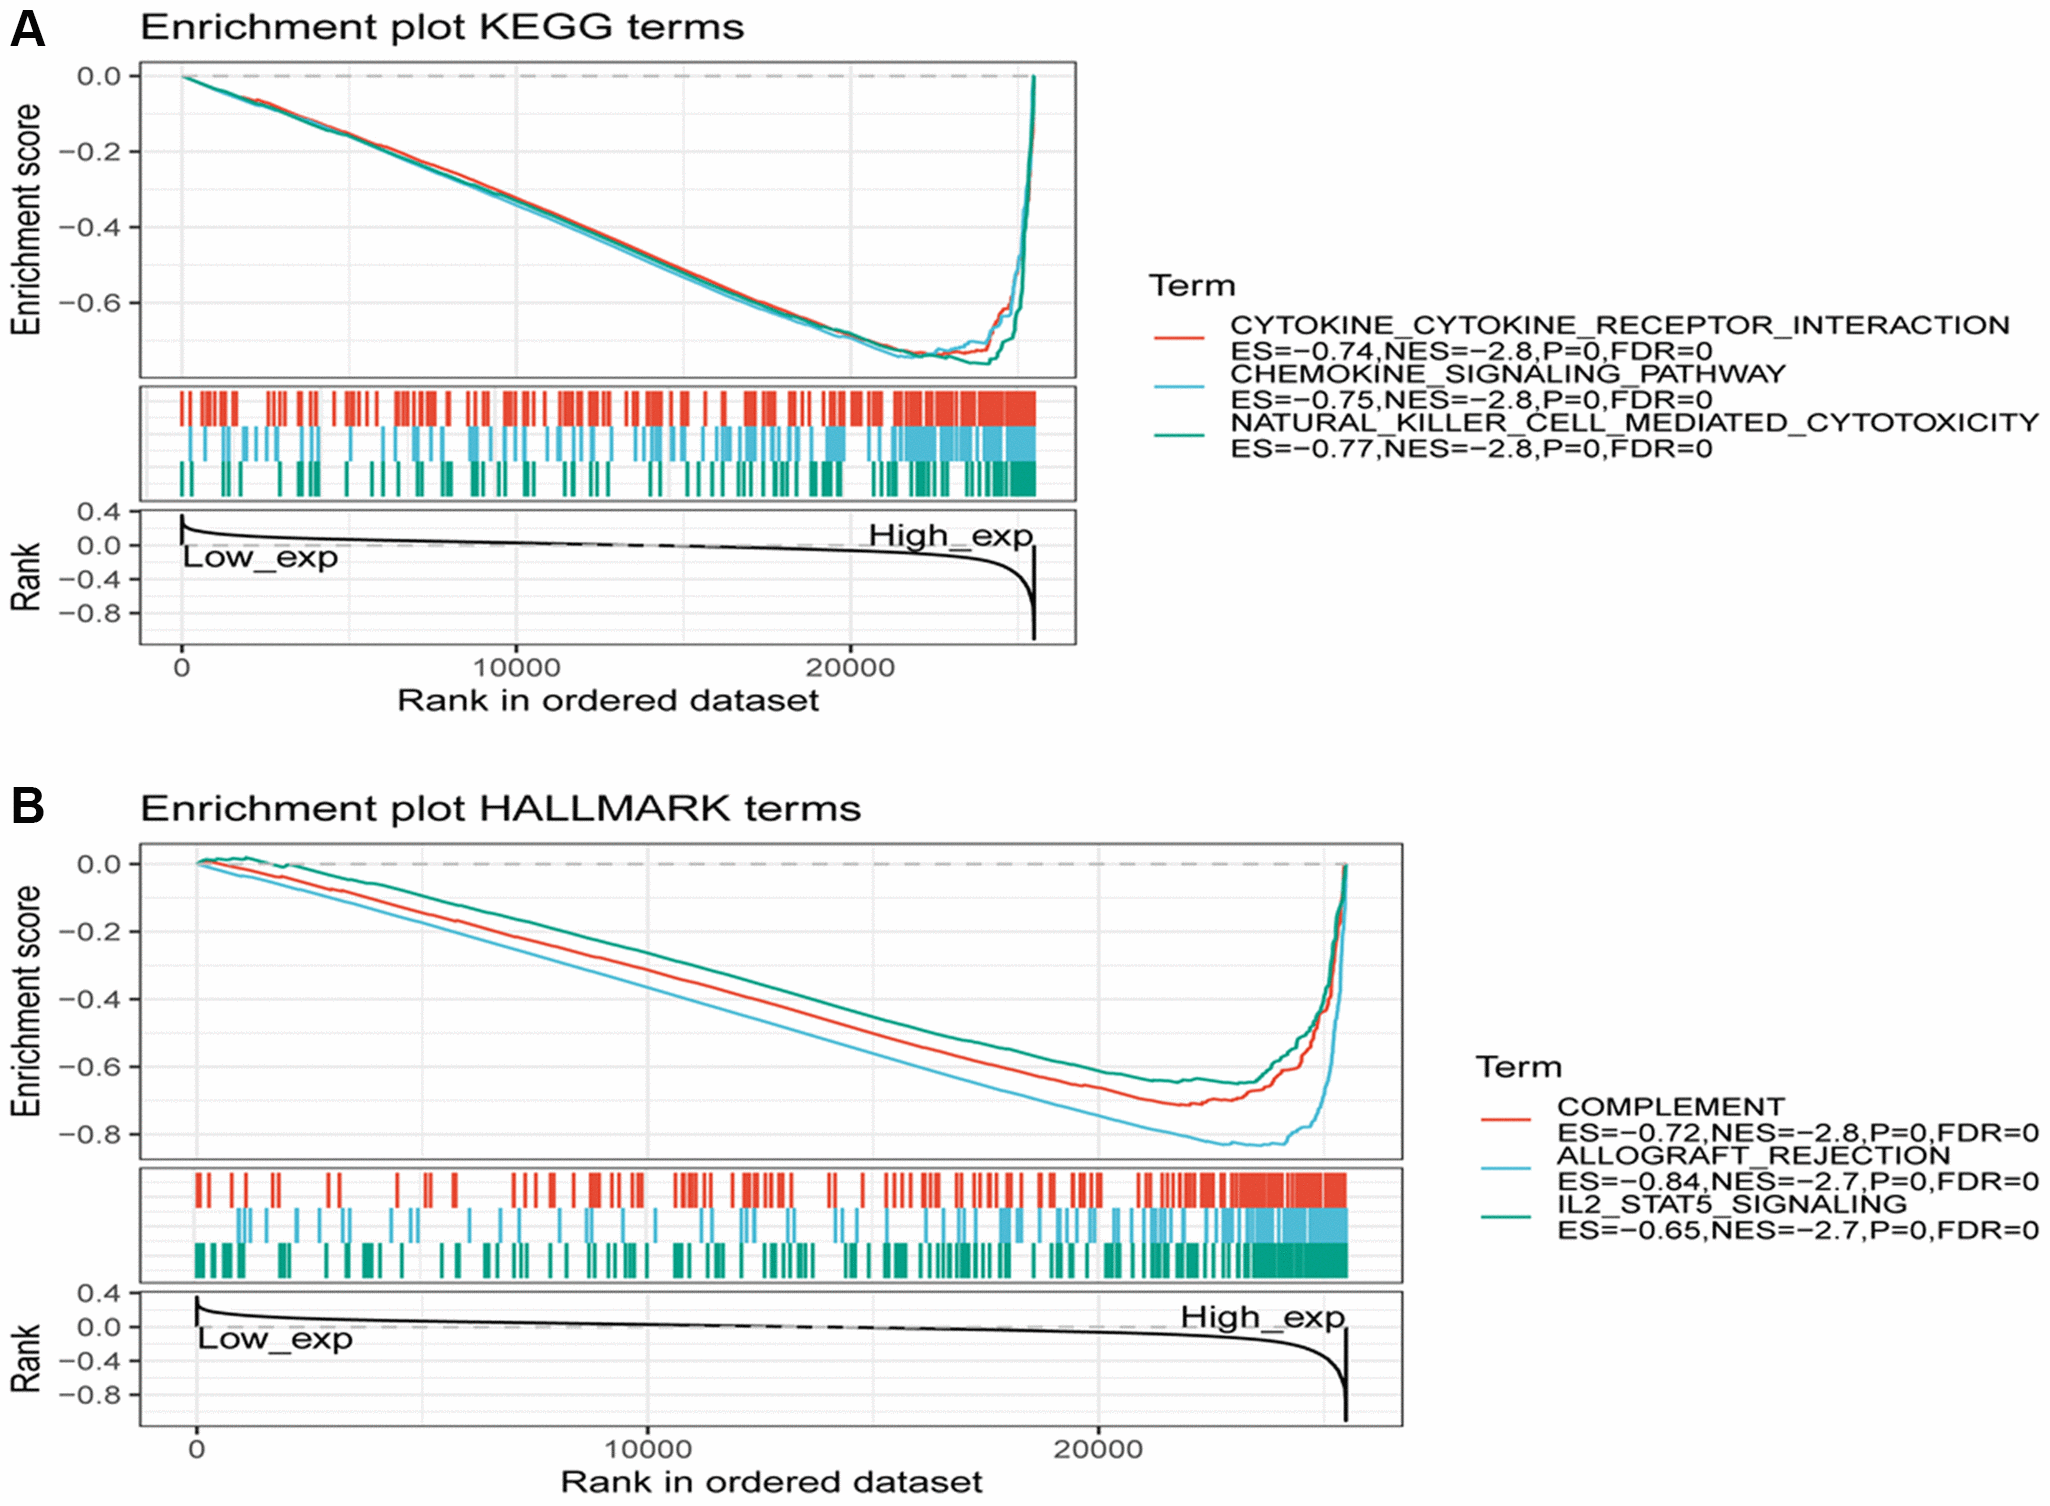 A
Enrichment plot KEGG terms
0.0
−0.2
−0.4
−0.6
Enrichment score
Term
CYTOKINE_CYTOKINE_RECEPTOR_INTERACTION
ES=−0.74,NES=−2.8,P=0,FDR=0
CHEMOKINE_SIGNALING_PATHWAY
ES=−0.75,NES=−2.8,P=0,FDR=0
NATURAL_KILLER_CELL_MEDIATED_CYTOTOXICITY
ES=−0.77,NES=−2.8,P=0,FDR=0
0.4
0.0
−0.4
−0.8
Rank
Low_exp
High_exp
0 10000 20000
Rank in ordered dataset
B
Enrichment plot HALLMARK terms
0.0
−0.2
−0.4
−0.6
−0.8
Enrichment score
Term
COMPLEMENT
ES=−0.72,NES=−2.8,P=0,FDR=0
ALLOGRAFT_REJECTION
ES=−0.84,NES=−2.7,P=0,FDR=0
IL2_STAT5_SIGNALING
ES=−0.65,NES=−2.7,P=0,FDR=0
0.4
0.0
−0.4
−0.8
Rank
Low_exp
High_exp
0 10000 20000
Rank in ordered dataset